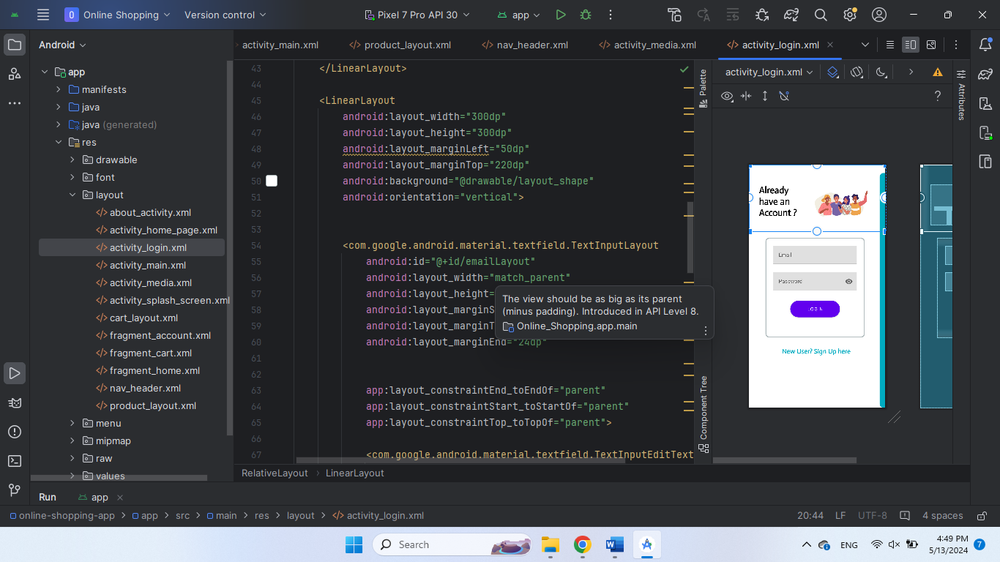 O Online Shopping Version control Pixel 7 Pro API 30 app
Android
activity_main.xml product_layout.xml nav_header.xml activity_media.xml activity_login.xml
app
manifests
java
java (generated)
res
drawable
font
layout
about_activity.xml
activity_home_page.xml
activity_login.xml
activity_main.xml
activity_media.xml
activity_splash_screen.xml
cart_layout.xml
fragment_account.xml
fragment_cart.xml
fragment_home.xml
nav_header.xml
product_layout.xml
menu
mipmap
raw
values
43 </LinearLayout>
44
45 <LinearLayout
46 android:layout_width="300dp"
47 android:layout_height="300dp"
48 android:layout_marginLeft="50dp"
49 android:layout_marginTop="220dp"
50 android:background="@drawable/layout_shape"
51 android:orientation="vertical">
52
53
54 <com.google.android.material.textfield.TextInputLayout
55 android:id="@+id/emailLayout"
56 android:layout_width="match_parent"
57 android:layout_height=
58 android:layout_marginS
59 android:layout_marginT
60 android:layout_marginEnd="24dp"
61
62
63 app:layout_constraintEnd_toEndOf="parent"
64 app:layout_constraintStart_toStartOf="parent"
65 app:layout_constraintTop_toTopOf="parent">
66
67 <com.google.android.material.textfield.TextInputEditText
The view should be as big as its parent
(minus padding). Introduced in API Level 8.
Online_Shopping.app.main
RelativeLayout LinearLayout
Palette
Component Tree
activity_login.xml
?
Attributes
Already
have an
Account ?
Email
Password
LOGIN
New User? Sign Up here
Run app
online-shopping-app app src main res layout activity_login.xml 20:44 LF UTF-8 4 spaces
Search
ENG
4:49 PM
5/13/2024
7